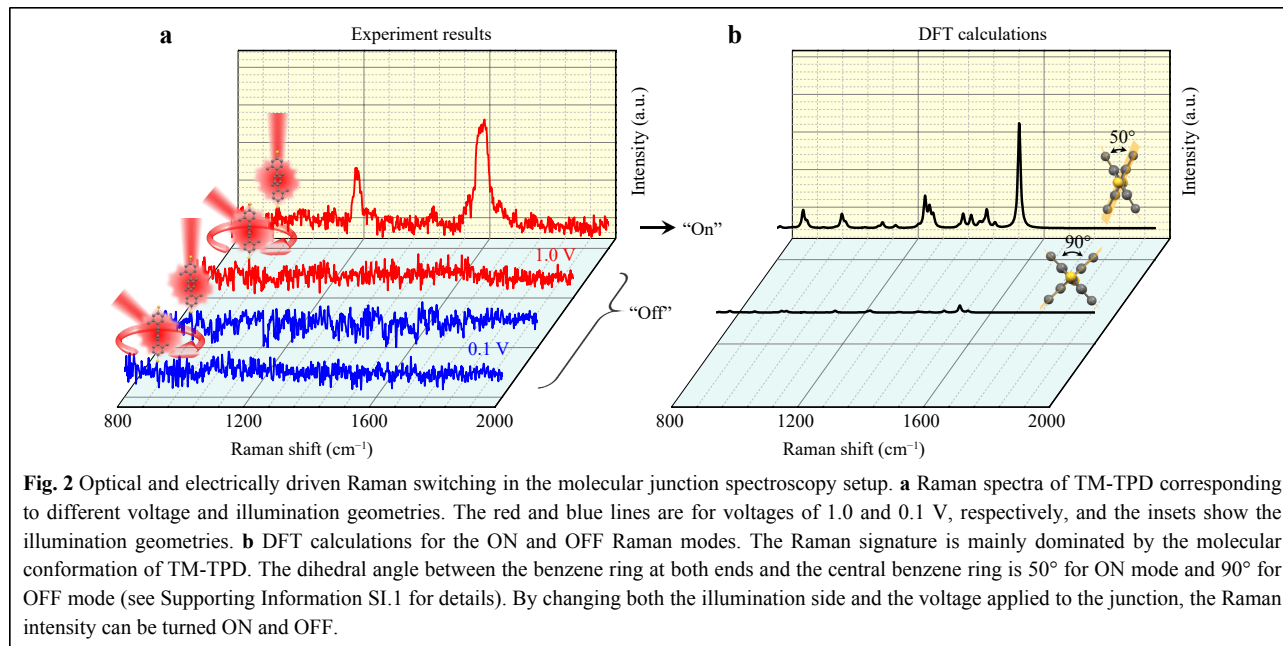 a
Experiment results
Intensity (a.u.)
1.0 V
0.1 V
800
1200
1600
2000
Raman shift (cm⁻¹)
“On”
“Off”
b
DFT calculations
Intensity (a.u.)
50°
90°
800
1200
1600
2000
Raman shift (cm⁻¹)
Fig. 2 Optical and electrically driven Raman switching in the molecular junction spectroscopy setup. a Raman spectra of TM-TPD corresponding
to different voltage and illumination geometries. The red and blue lines are for voltages of 1.0 and 0.1 V, respectively, and the insets show the
illumination geometries. b DFT calculations for the ON and OFF Raman modes. The Raman signature is mainly dominated by the molecular
conformation of TM-TPD. The dihedral angle between the benzene ring at both ends and the central benzene ring is 50° for ON mode and 90° for
OFF mode (see Supporting Information SI.1 for details). By changing both the illumination side and the voltage applied to the junction, the Raman
intensity can be turned ON and OFF.